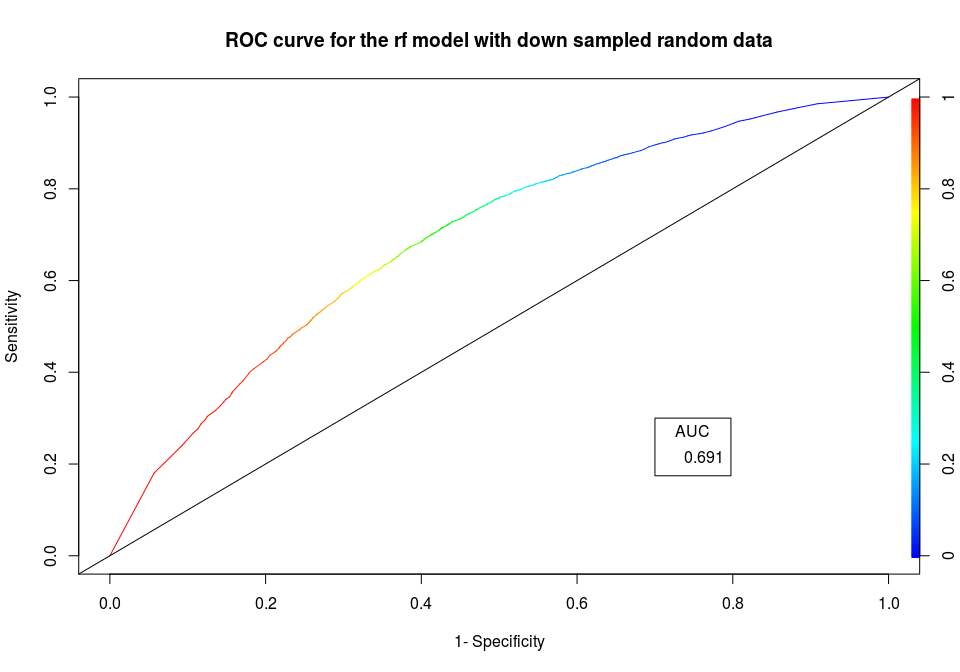 ROC curve for the rf model with down sampled random data
Sensitivity
1.0
0.8
0.6
0.4
0.2
0.0
AUC
0.691
1
0.8
0.6
0.4
0.2
0
0.0 0.2 0.4 0.6 0.8 1.0
1- Specificity